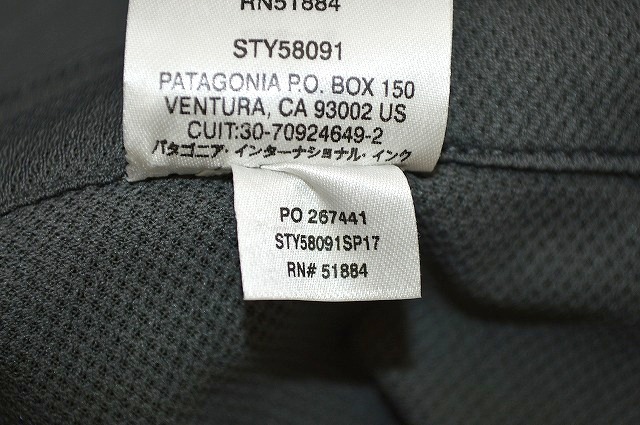 RN51884
STY58091
PATAGONIA P.O. BOX 150
VENTURA, CA 93002 US
CUIT:30-70924649-2
パタゴニア・インターナショナル・インク
PO 267441
STY58091SP17
RN# 51884